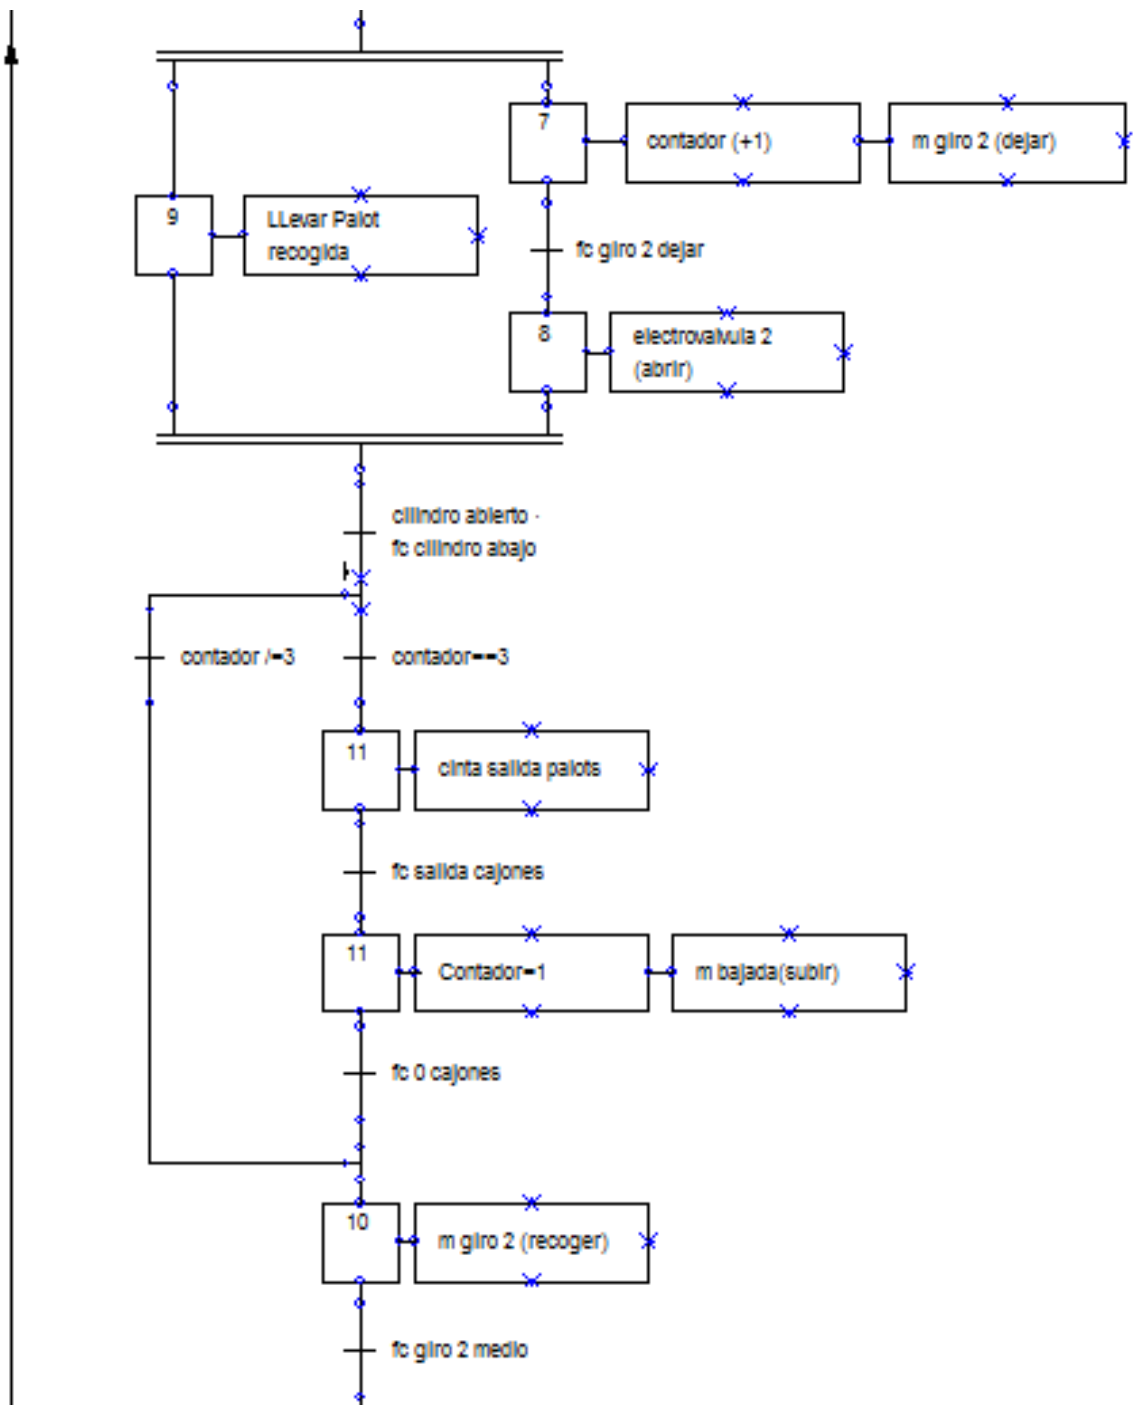 7
contador (+1)
m giro 2 (dejar)
9
LLevar Palot
recogida
fc giro 2 dejar
8
electrovalvula 2
(abrir)
cilindro abierto ·
fc cilindro abajo
contador /=3
contador==3
11
cinta salida palots
fc salida cajones
11
Contador=1
m bajada(subir)
fc 0 cajones
10
m giro 2 (recoger)
fc giro 2 medio